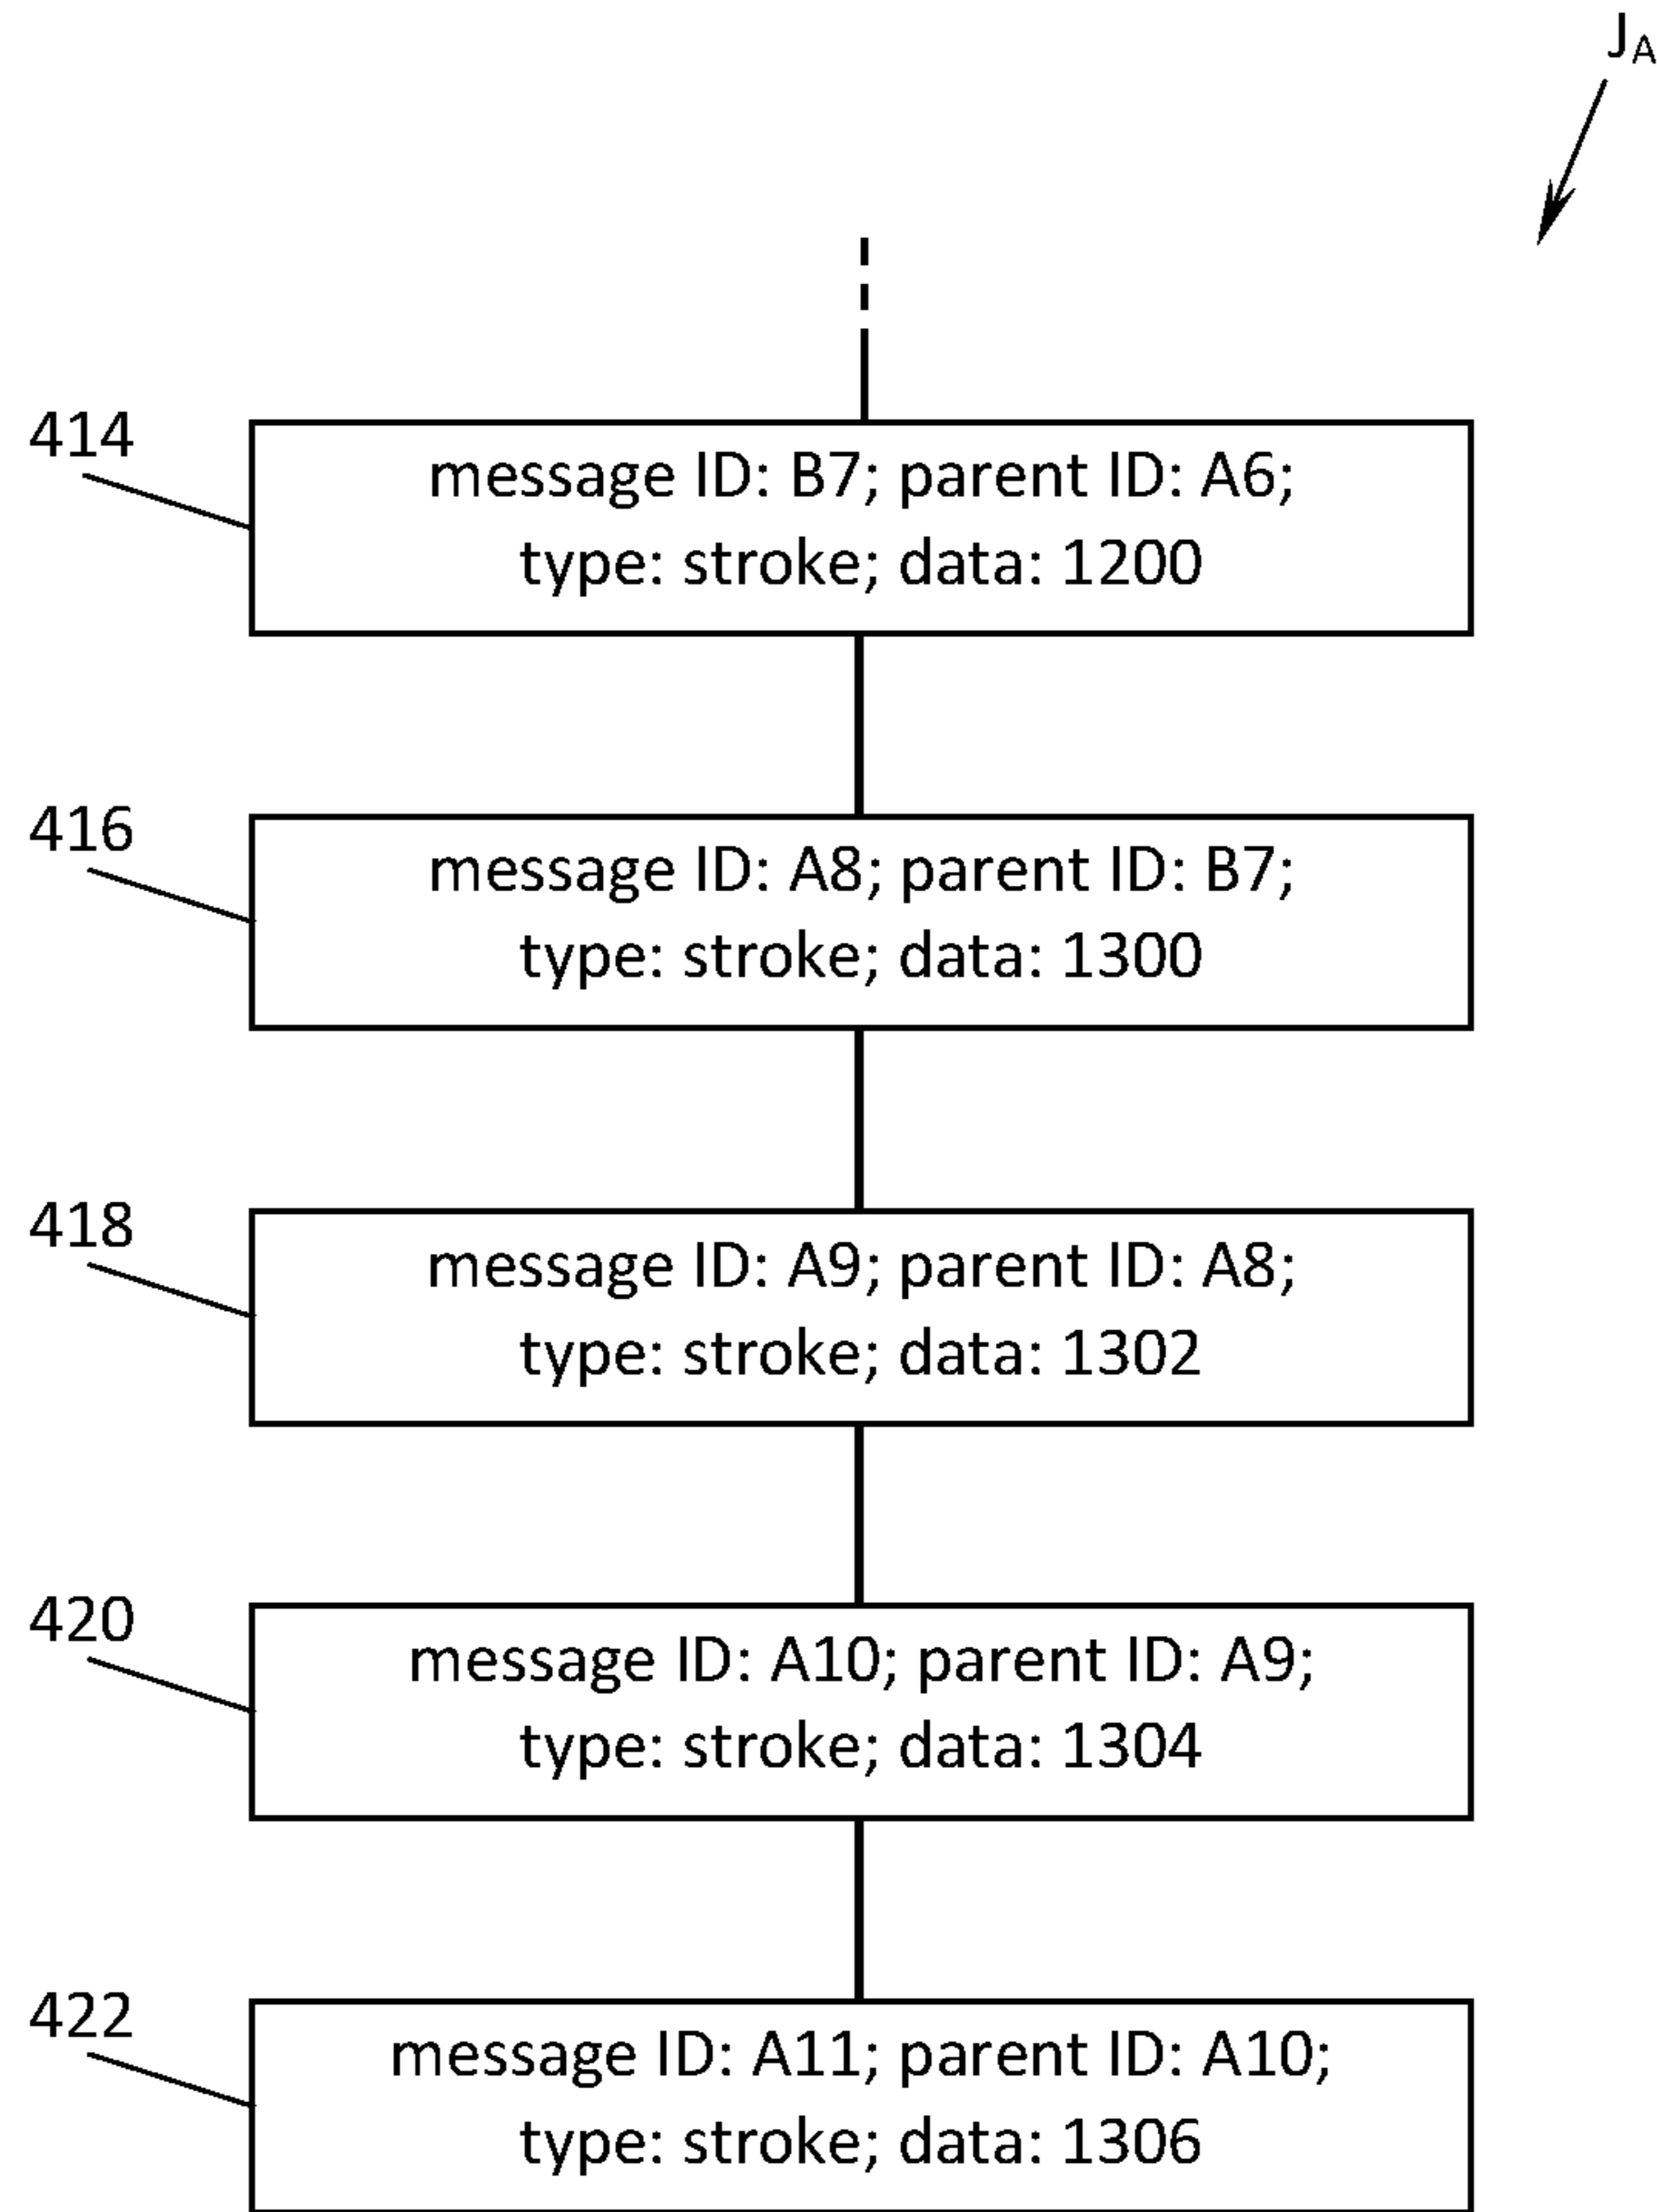 JA
414
message ID: B7; parent ID: A6;
type: stroke; data: 1200
416
message ID: A8; parent ID: B7;
type: stroke; data: 1300
418
message ID: A9; parent ID: A8;
type: stroke; data: 1302
420
message ID: A10; parent ID: A9;
type: stroke; data: 1304
422
message ID: A11; parent ID: A10;
type: stroke; data: 1306